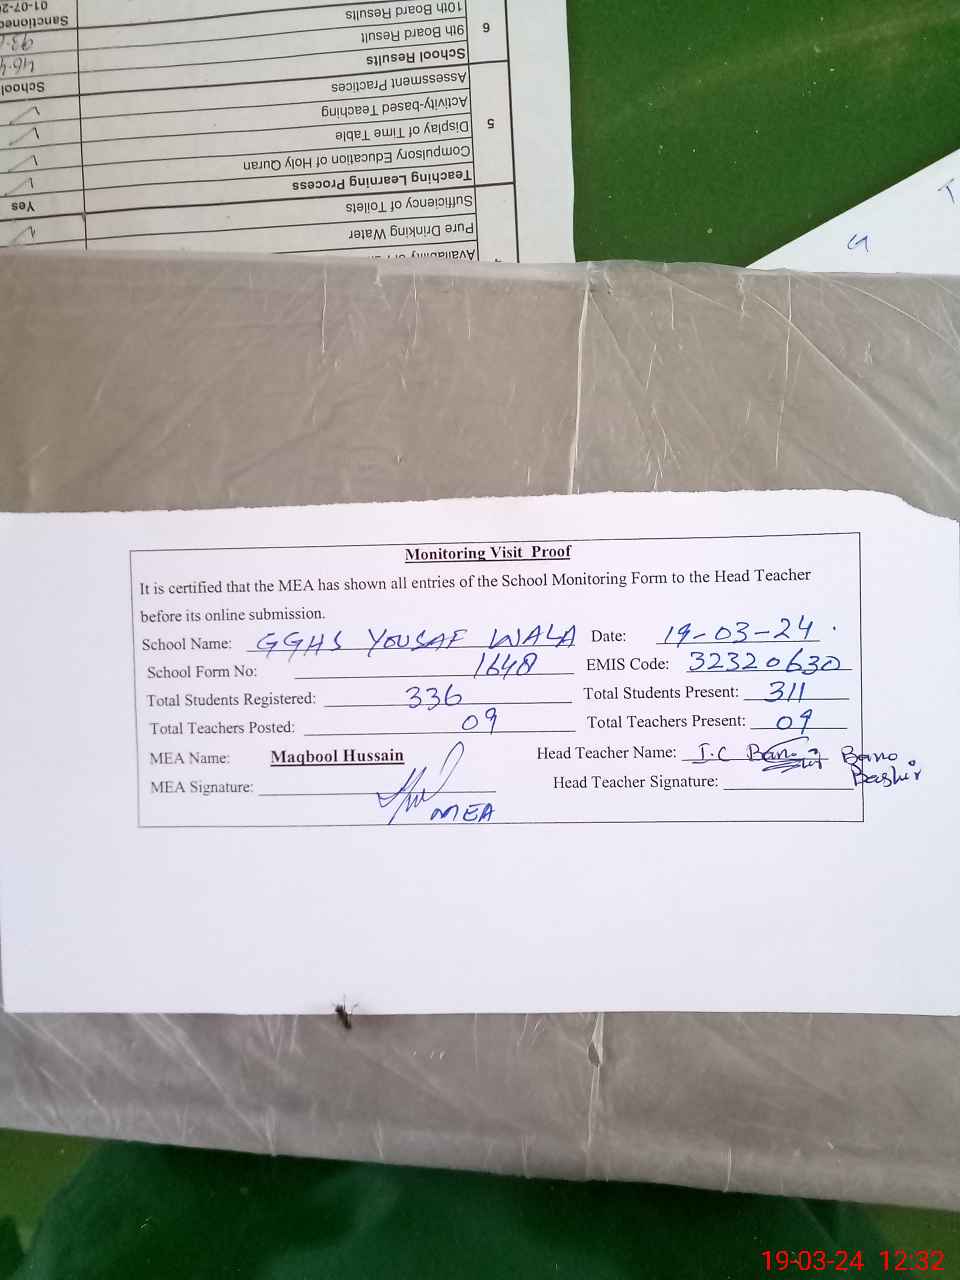 01-07-20
Sanctioned
10th Board Results
9th Board Result
6
School Results
School
Assessment Practices
Activity-based Teaching
Display of Time Table
5
Compulsory Education of Holy Quran
Teaching Learning Process
Yes
Sufficiency of Toilets
Pure Drinking Water
Monitoring Visit Proof
It is certified that the MEA has shown all entries of the School Monitoring Form to the Head Teacher
before its online submission.
School Name: GGHS YOUSAF WALA Date: 19-03-24
School Form No: 1648 EMIS Code: 32320630
Total Students Registered: 336 Total Students Present: 311
Total Teachers Posted: 09 Total Teachers Present: 09
MEA Name: Maqbool Hussain Head Teacher Name: I.C Bano Bano
MEA Signature: Head Teacher Signature: Bashir
MEA
19-03-24 12:32